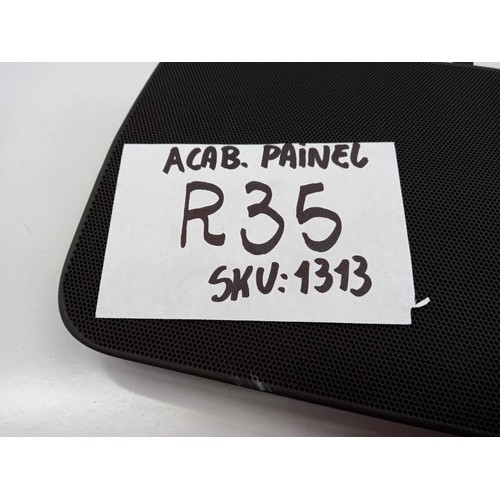 ACAB. PAINEL
R35
SKU: 1313